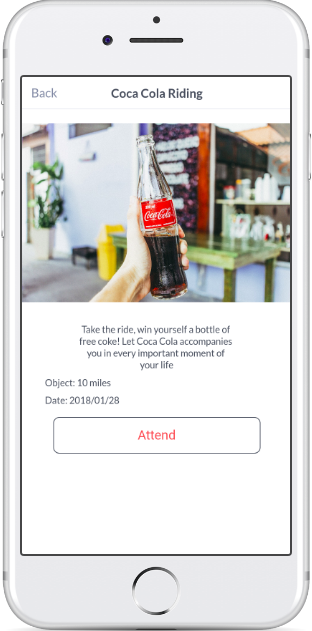 Back
Coca Cola Riding
Coca-Cola
Take the ride, win yourself a bottle of
free coke! Let Coca Cola accompanies
you in every important moment of
your life
Object: 10 miles
Date: 2018/01/28
Attend